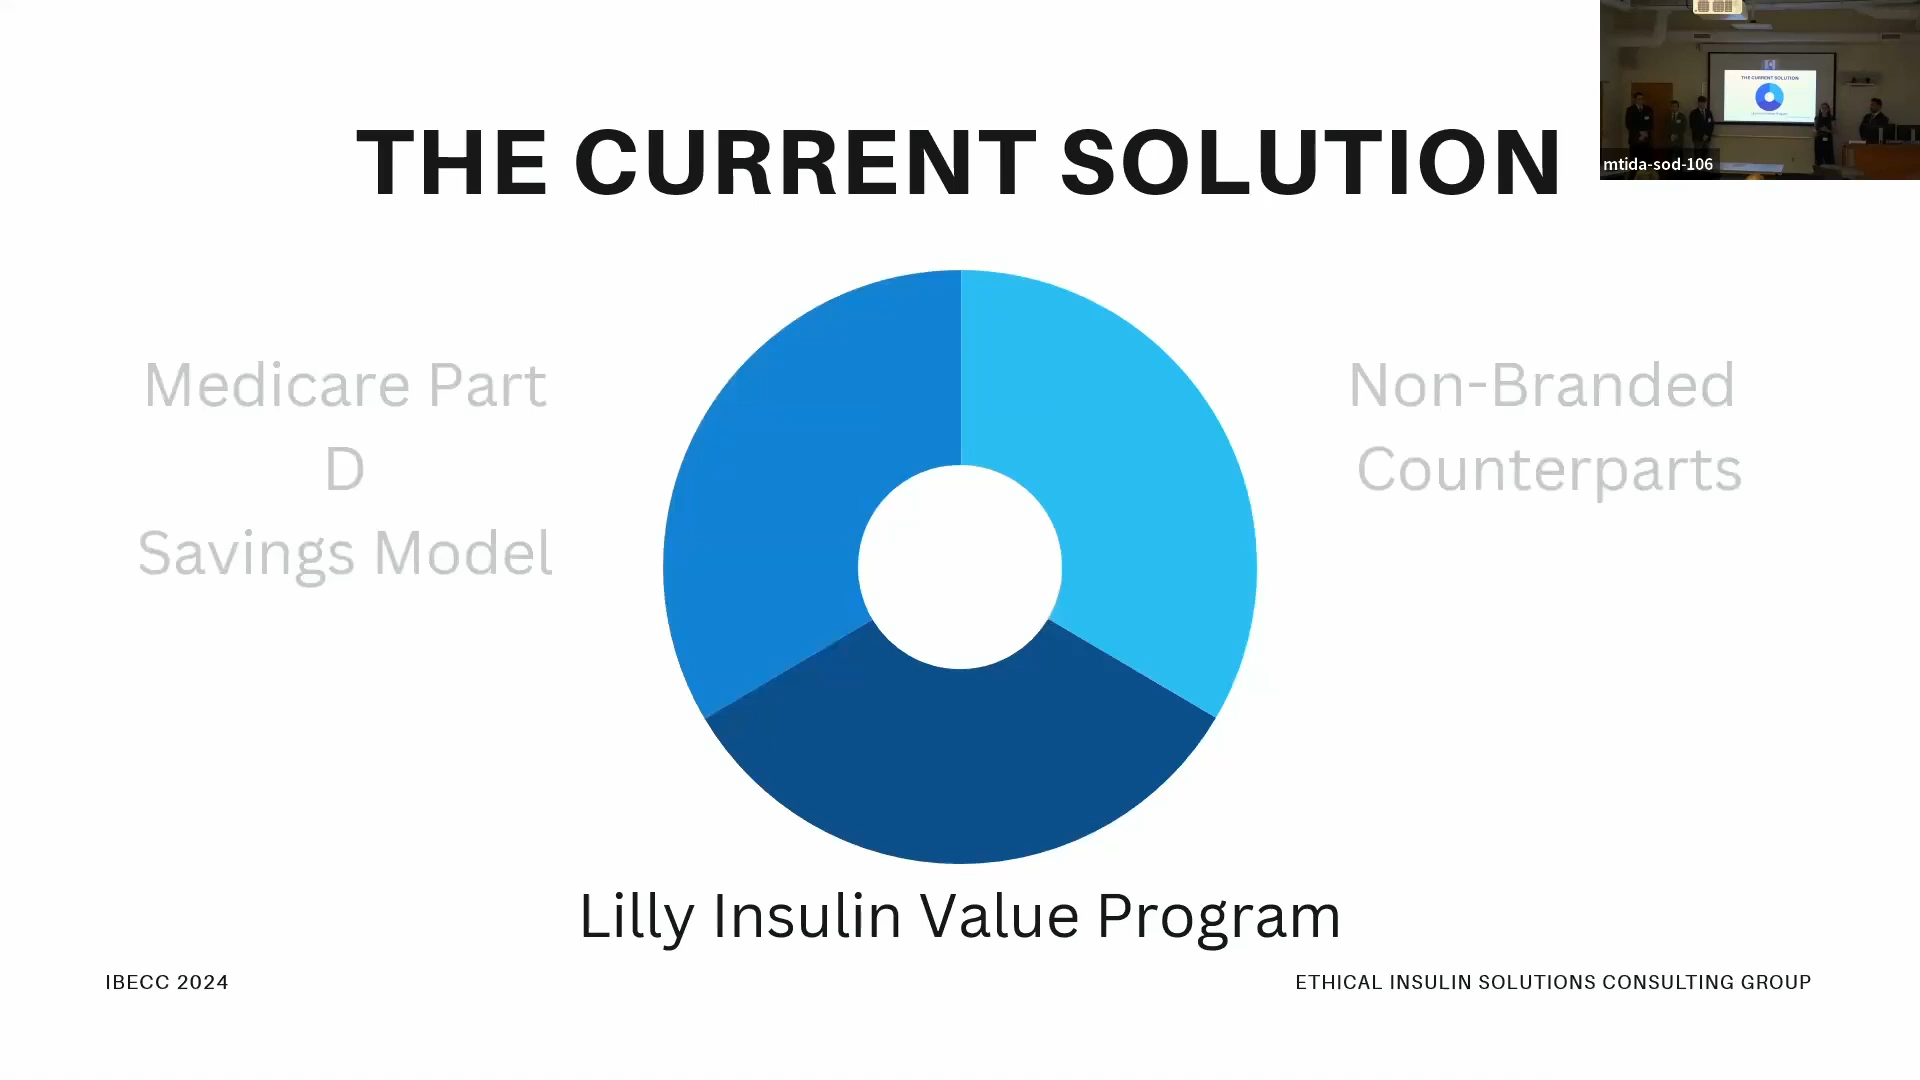 THE CURRENT SOLUTION
mtida-sod-106
Medicare Part
D
Savings Model
Non-Branded
Counterparts
Lilly Insulin Value Program
IBECC 2024
ETHICAL INSULIN SOLUTIONS CONSULTING GROUP
THE CURRENT SOLUTION